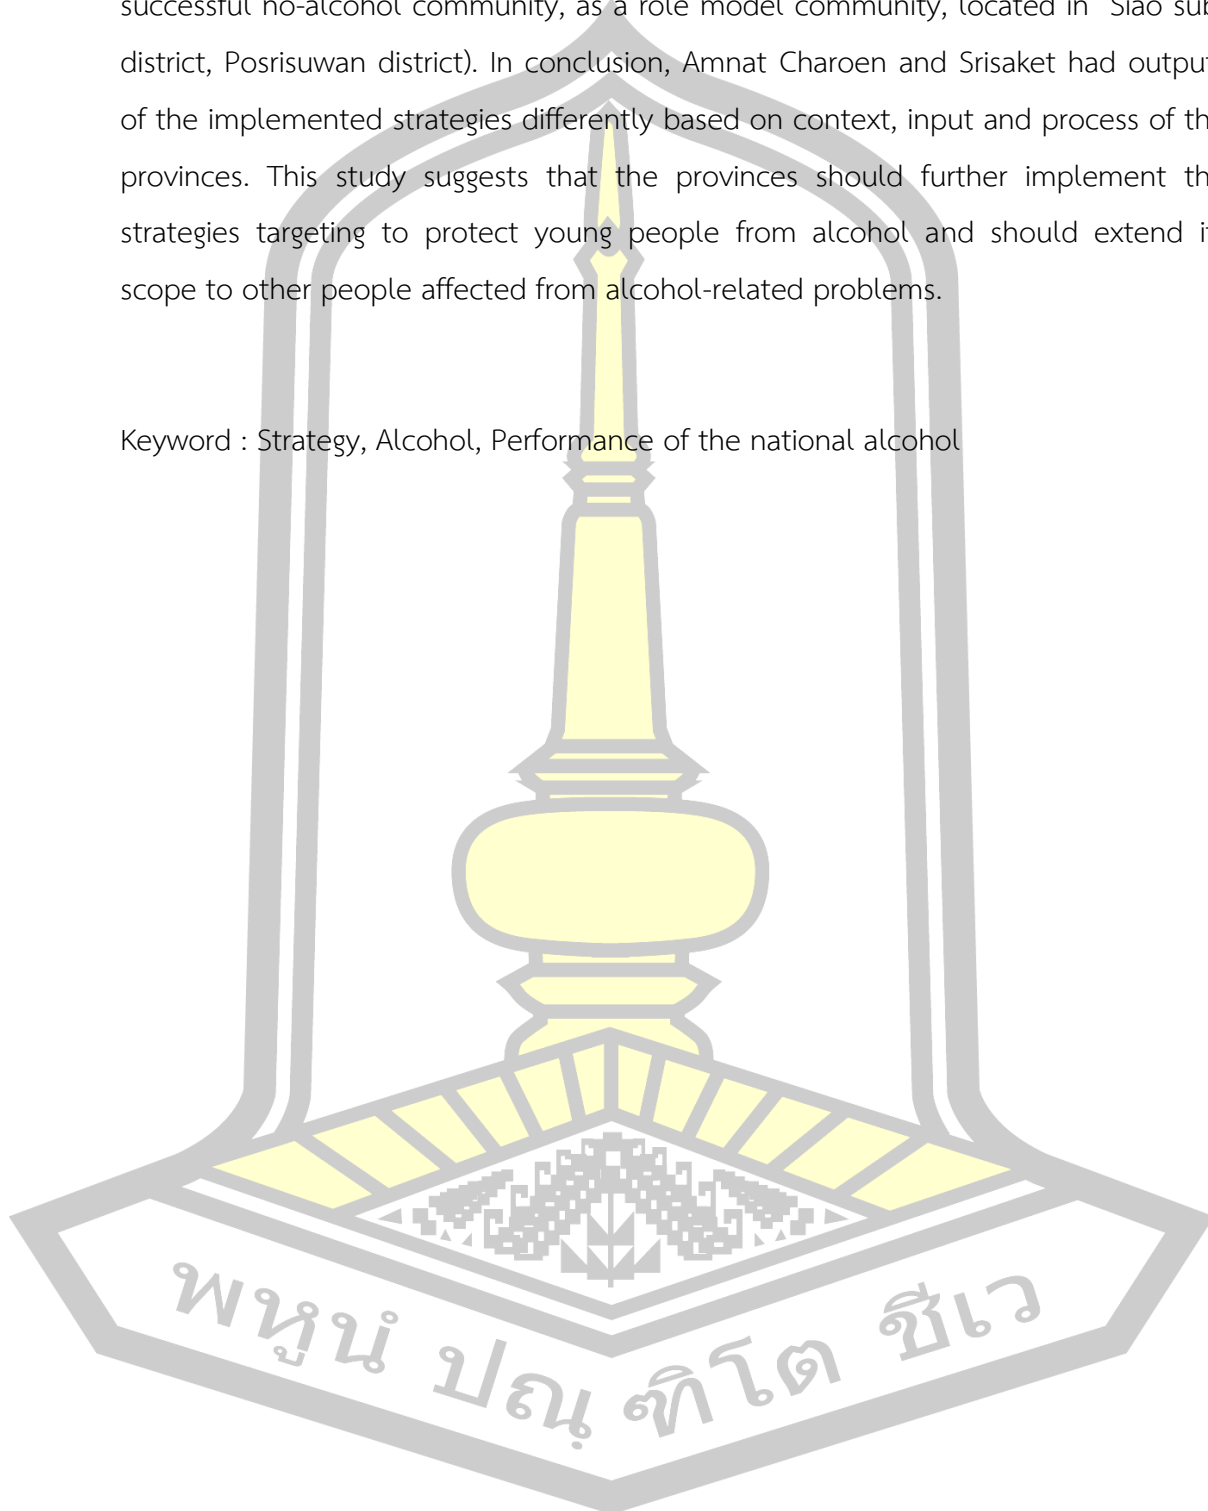 successful no-alcohol community, as a role model community, located in Siao sub
district, Posrisuwan district). In conclusion, Amnat Charoen and Srisaket had output
of the implemented strategies differently based on context, input and process of th
provinces. This study suggests that the provinces should further implement th
strategies targeting to protect young people from alcohol and should extend it
scope to other people affected from alcohol-related problems.
Keyword : Strategy, Alcohol, Performance of the national alcohol
พหูนํ ปณฺ ฑิโต ชีเว